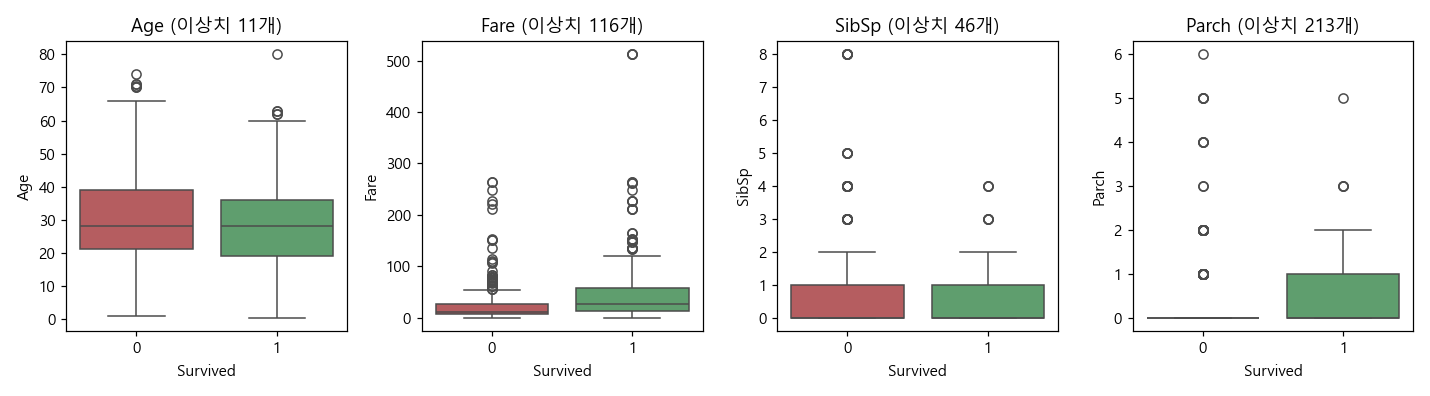 Age (이상치 11개)
80
70
60
50
40
30
20
10
0
Age
0 1
Survived
Fare (이상치 116개)
500
400
300
200
100
0
Fare
0 1
Survived
SibSp (이상치 46개)
8
7
6
5
4
3
2
1
0
SibSp
0 1
Survived
Parch (이상치 213개)
6
5
4
3
2
1
0
Parch
0 1
Survived